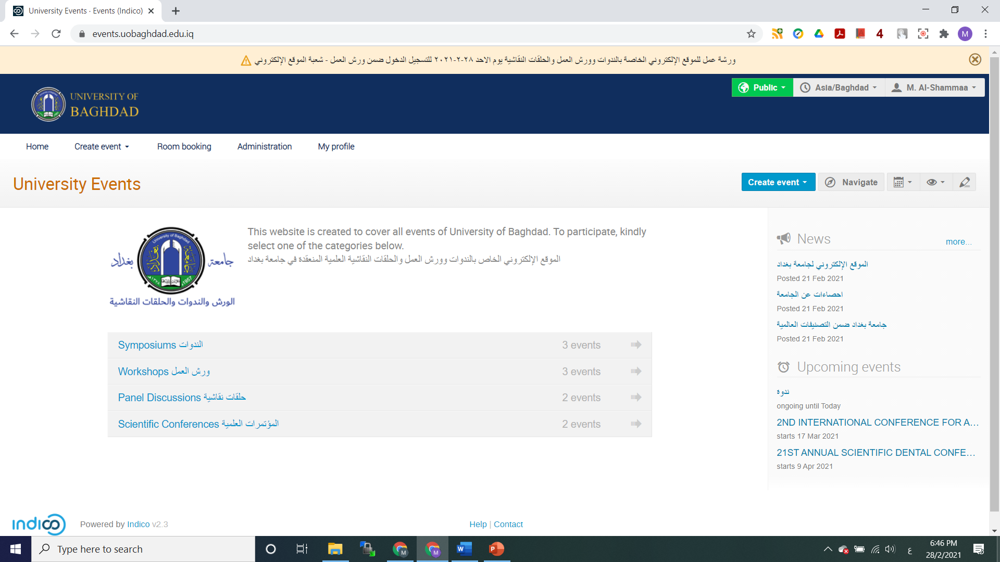 University Events · Events (Indico)
events.uobaghdad.edu.iq
4
M
ورشة عمل للموقع الإلكتروني الخاصة بالندوات وورش العمل والحلقات النقاشية يوم الاحد ٢٨-٢-٢٠٢١ للتسجيل الدخول ضمن ورش العمل - شعبة الموقع الإلكتروني
Public
Asia/Baghdad
M. Al-Shammaa
UNIVERSITY OF
BAGHDAD
Home
Create event
Room booking
Administration
My profile
University Events
Create event
Navigate
University of Baghdad
جامعة بغداد
1957
الورش والندوات والحلقات النقاشية
This website is created to cover all events of University of Baghdad. To participate, kindly
select one of the categories below.
الموقع الإلكتروني الخاص بالندوات وورش العمل والحلقات النقاشية العلمية المنعقدة في جامعة بغداد
Symposiums الندوات
3 events
Workshops ورش العمل
3 events
Panel Discussions حلقات نقاشية
2 events
Scientific Conferences المؤتمرات العلمية
2 events
News
more...
الموقع الإلكتروني لجامعة بغداد
Posted 21 Feb 2021
احصاءات عن الجامعة
Posted 21 Feb 2021
جامعة بغداد ضمن التصنيفات العالمية
Posted 21 Feb 2021
Upcoming events
ندوة
ongoing until Today
2ND INTERNATIONAL CONFERENCE FOR A...
starts 17 Mar 2021
21ST ANNUAL SCIENTIFIC DENTAL CONFE...
starts 9 Apr 2021
indico
Powered by Indico v2.3
Help | Contact
Type here to search
ع
6:46 PM
28/2/2021